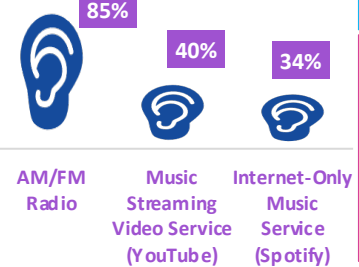 85%
40%
34%
AM/FM
Radio
Music
Streaming
Video Service
(YouTube)
Internet-Only
Music
Service
(Spotify)